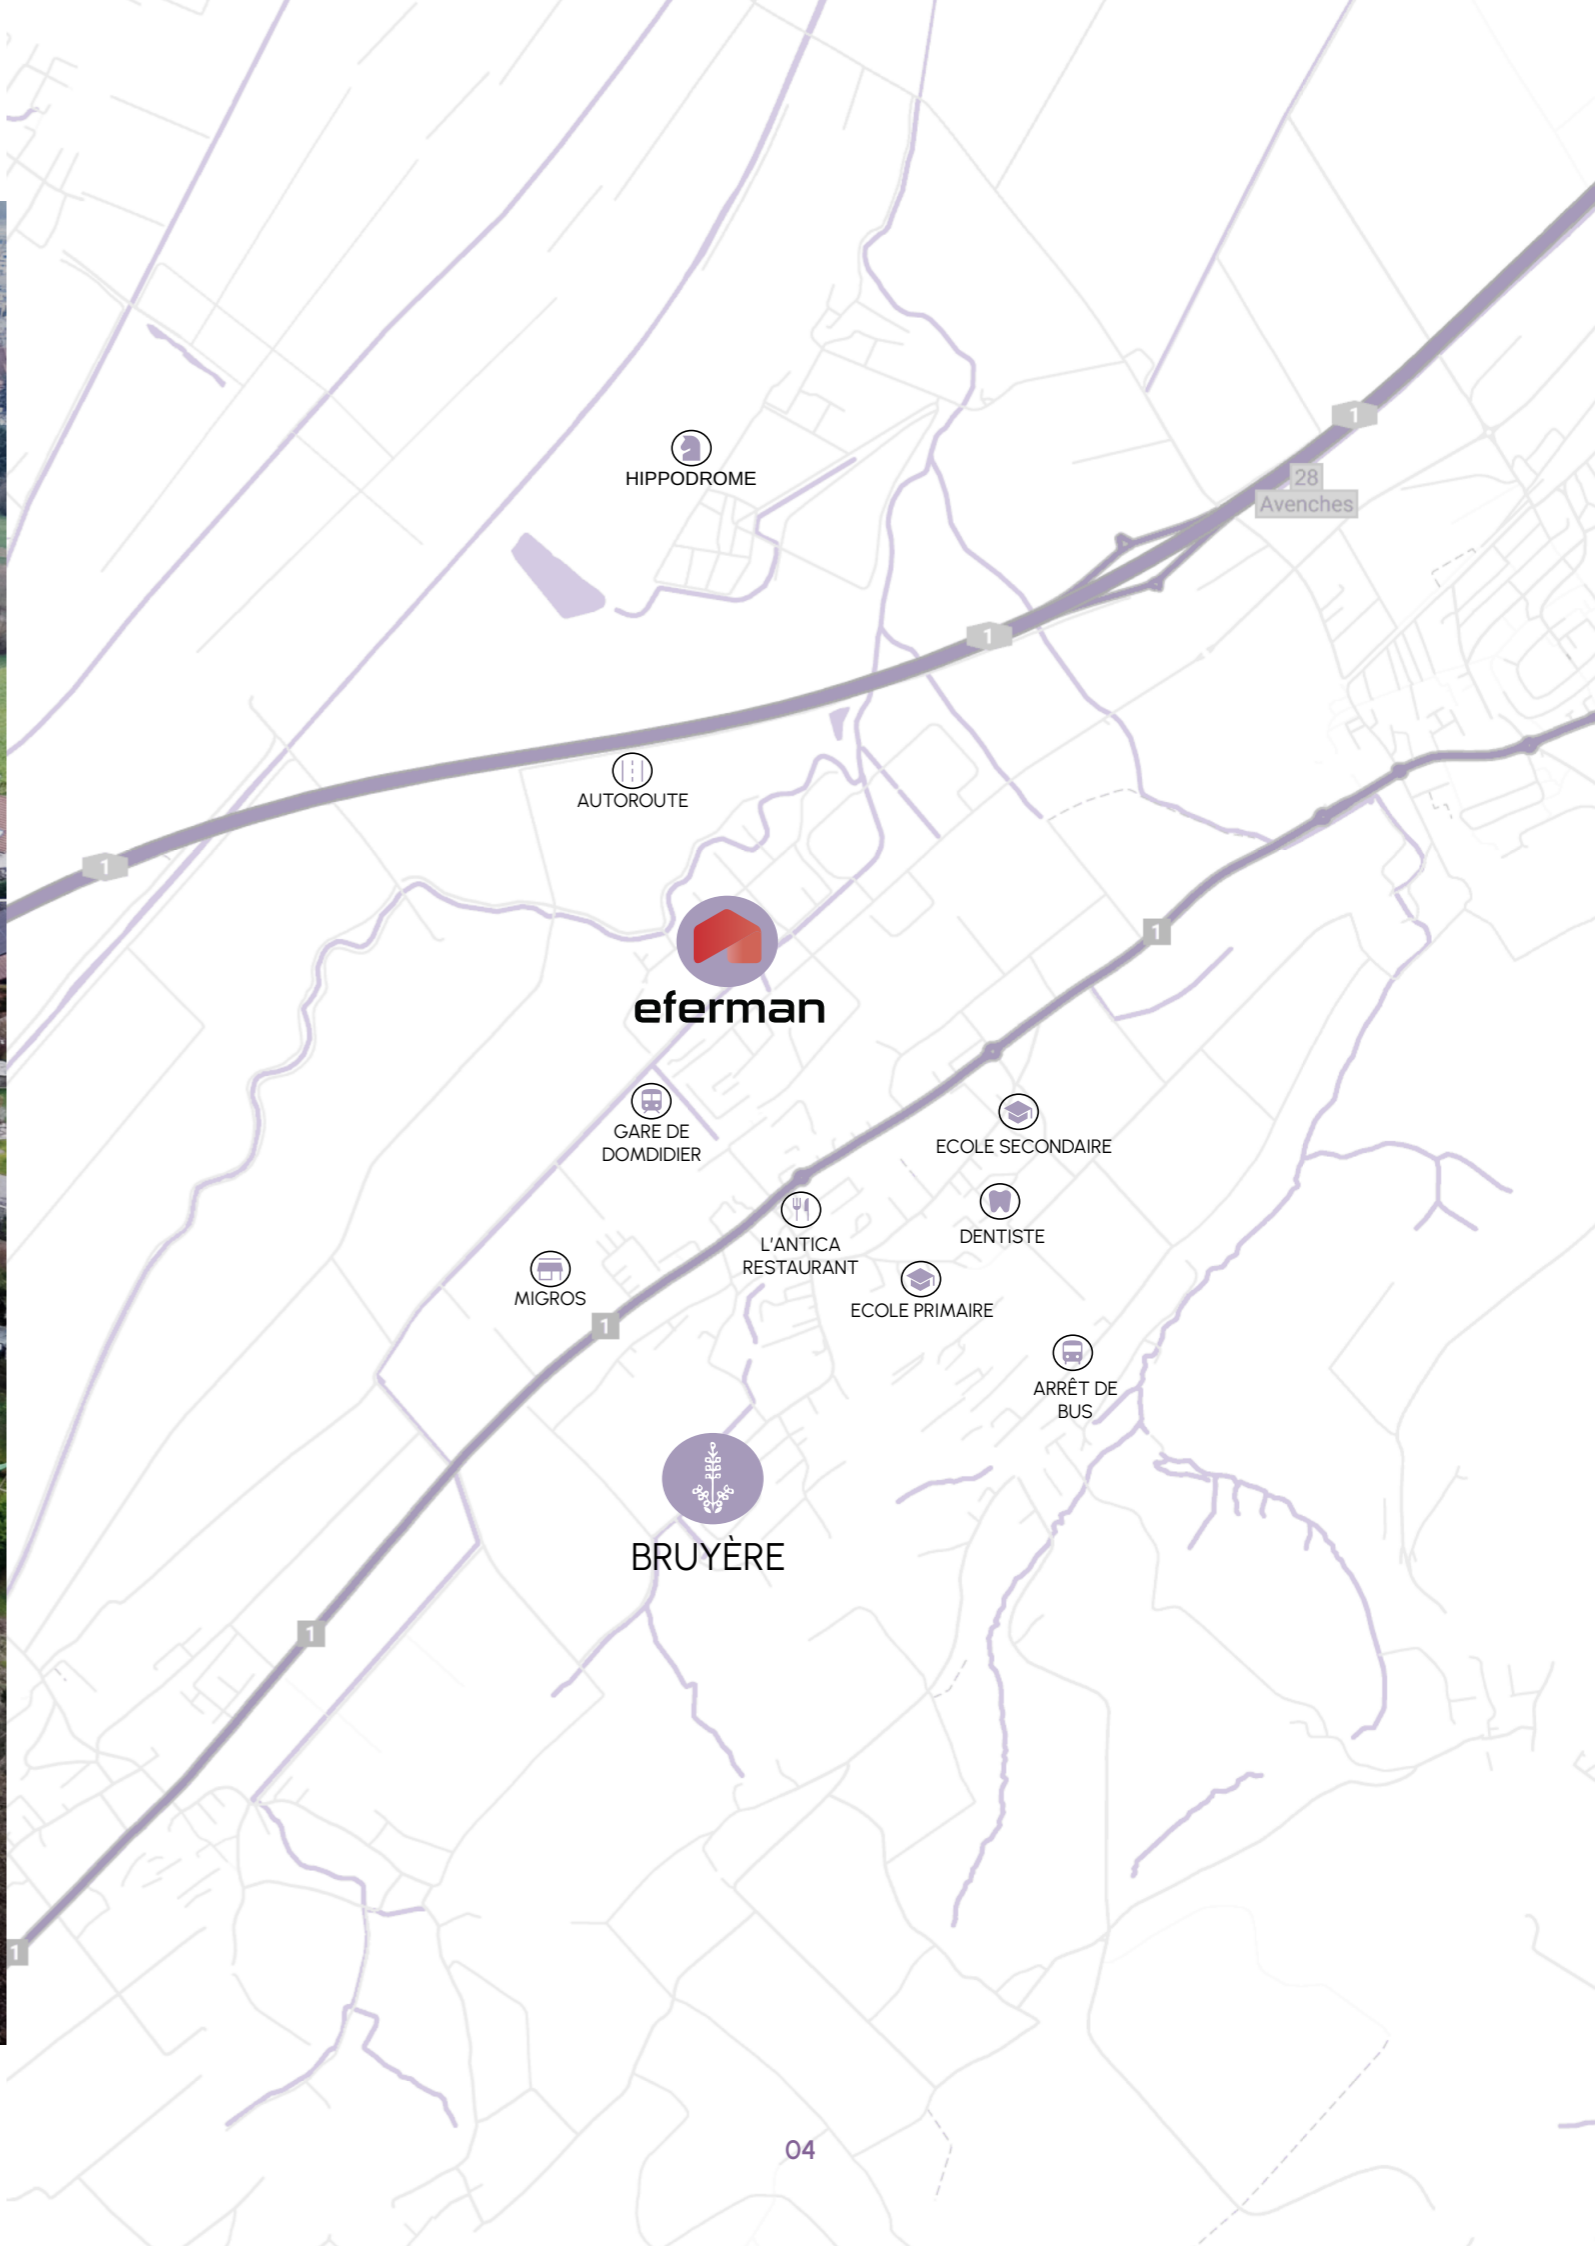 1
HIPPODROME
28
Avenches
1
AUTOROUTE
1
1
eferman
GARE DE
DOMDIDIER
ECOLE SECONDAIRE
DENTISTE
L'ANTICA
RESTAURANT
MIGROS
ECOLE PRIMAIRE
1
ARRÊT DE
BUS
BRUYÈRE
1
1
04